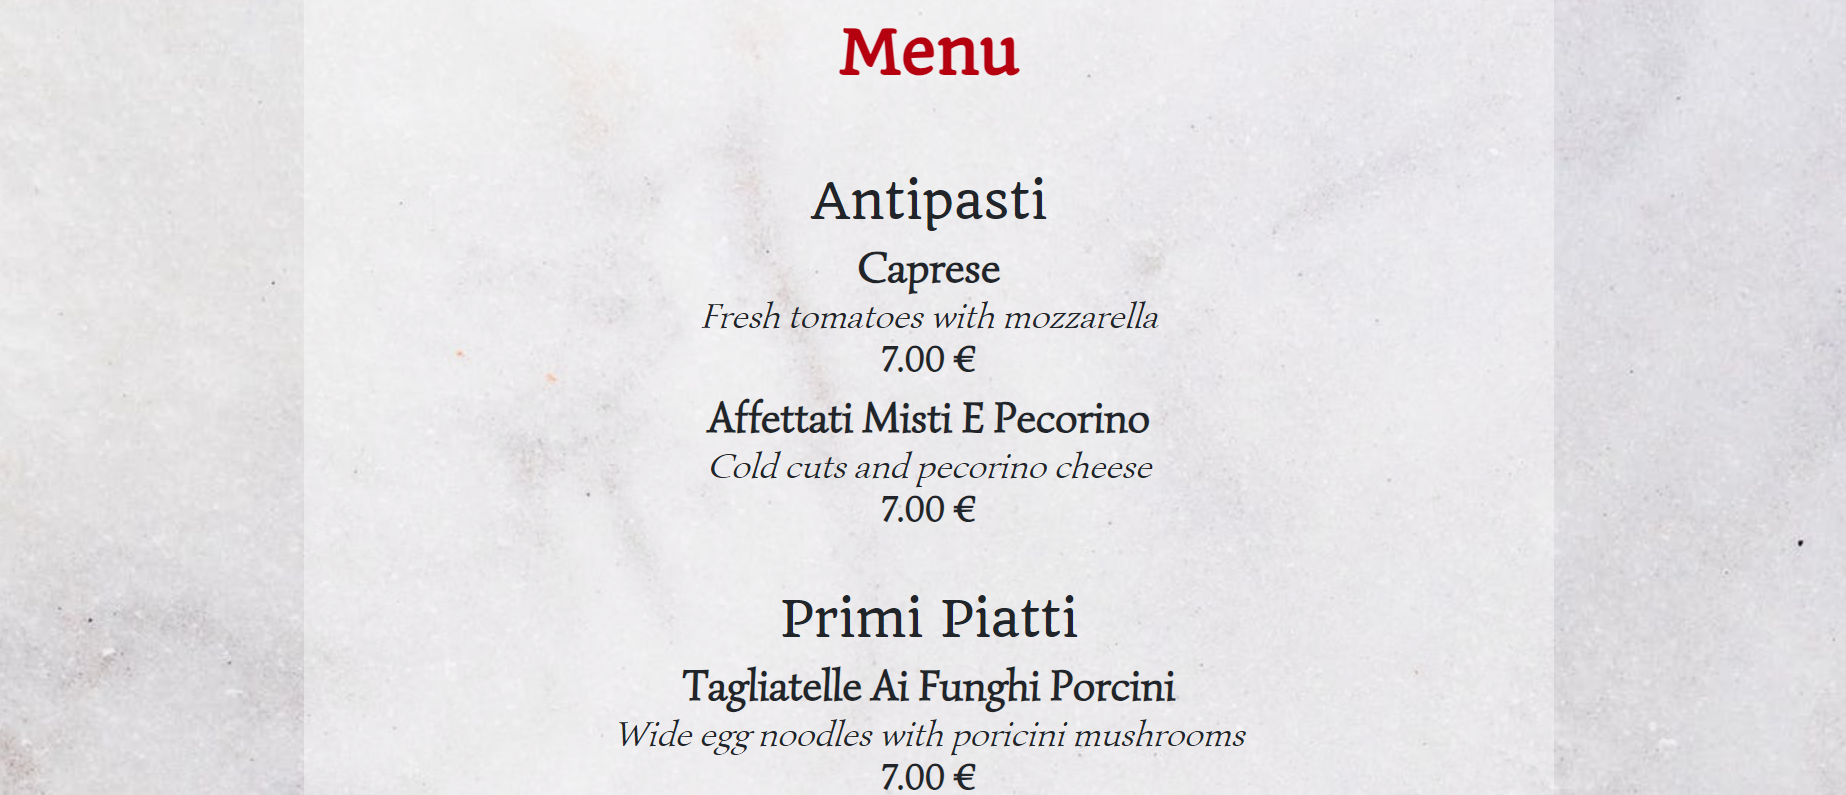 Menu
Antipasti
Caprese
Fresh tomatoes with mozzarella
7.00 €
Affettati Misti E Pecorino
Cold cuts and pecorino cheese
7.00 €
Primi Piatti
Tagliatelle Ai Funghi Porcini
Wide egg noodles with poricini mushrooms
7.00 €